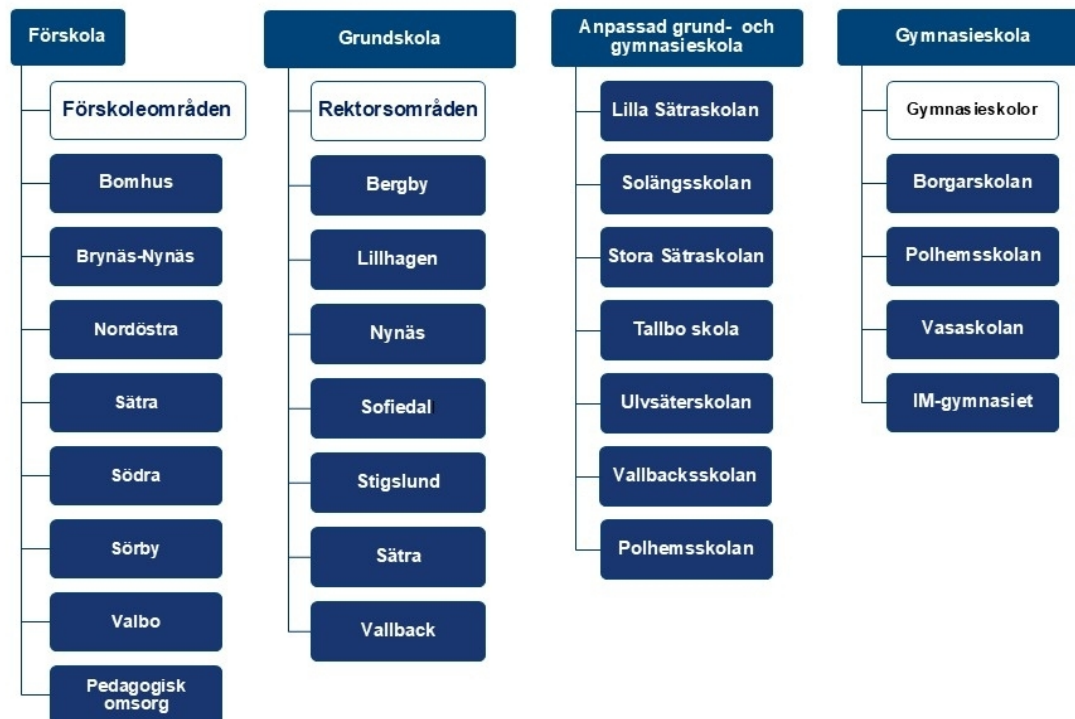 Förskola
Förskoleområden
Bomhus
Brynäs-Nynäs
Nordöstra
Sätra
Södra
Sörby
Valbo
Pedagogisk
omsorg
Grundskola
Rektorsområden
Bergby
Lillhagen
Nynäs
Sofiedal
Stigslund
Sätra
Vallback
Anpassad grund- och
gymnasieskola
Lilla Sätraskolan
Solängsskolan
Stora Sätraskolan
Tallbo skola
Ulvsäterskolan
Vallbacksskolan
Polhemsskolan
Gymnasieskola
Gymnasieskolor
Borgarskolan
Polhemsskolan
Vasaskolan
IM-gymnasiet